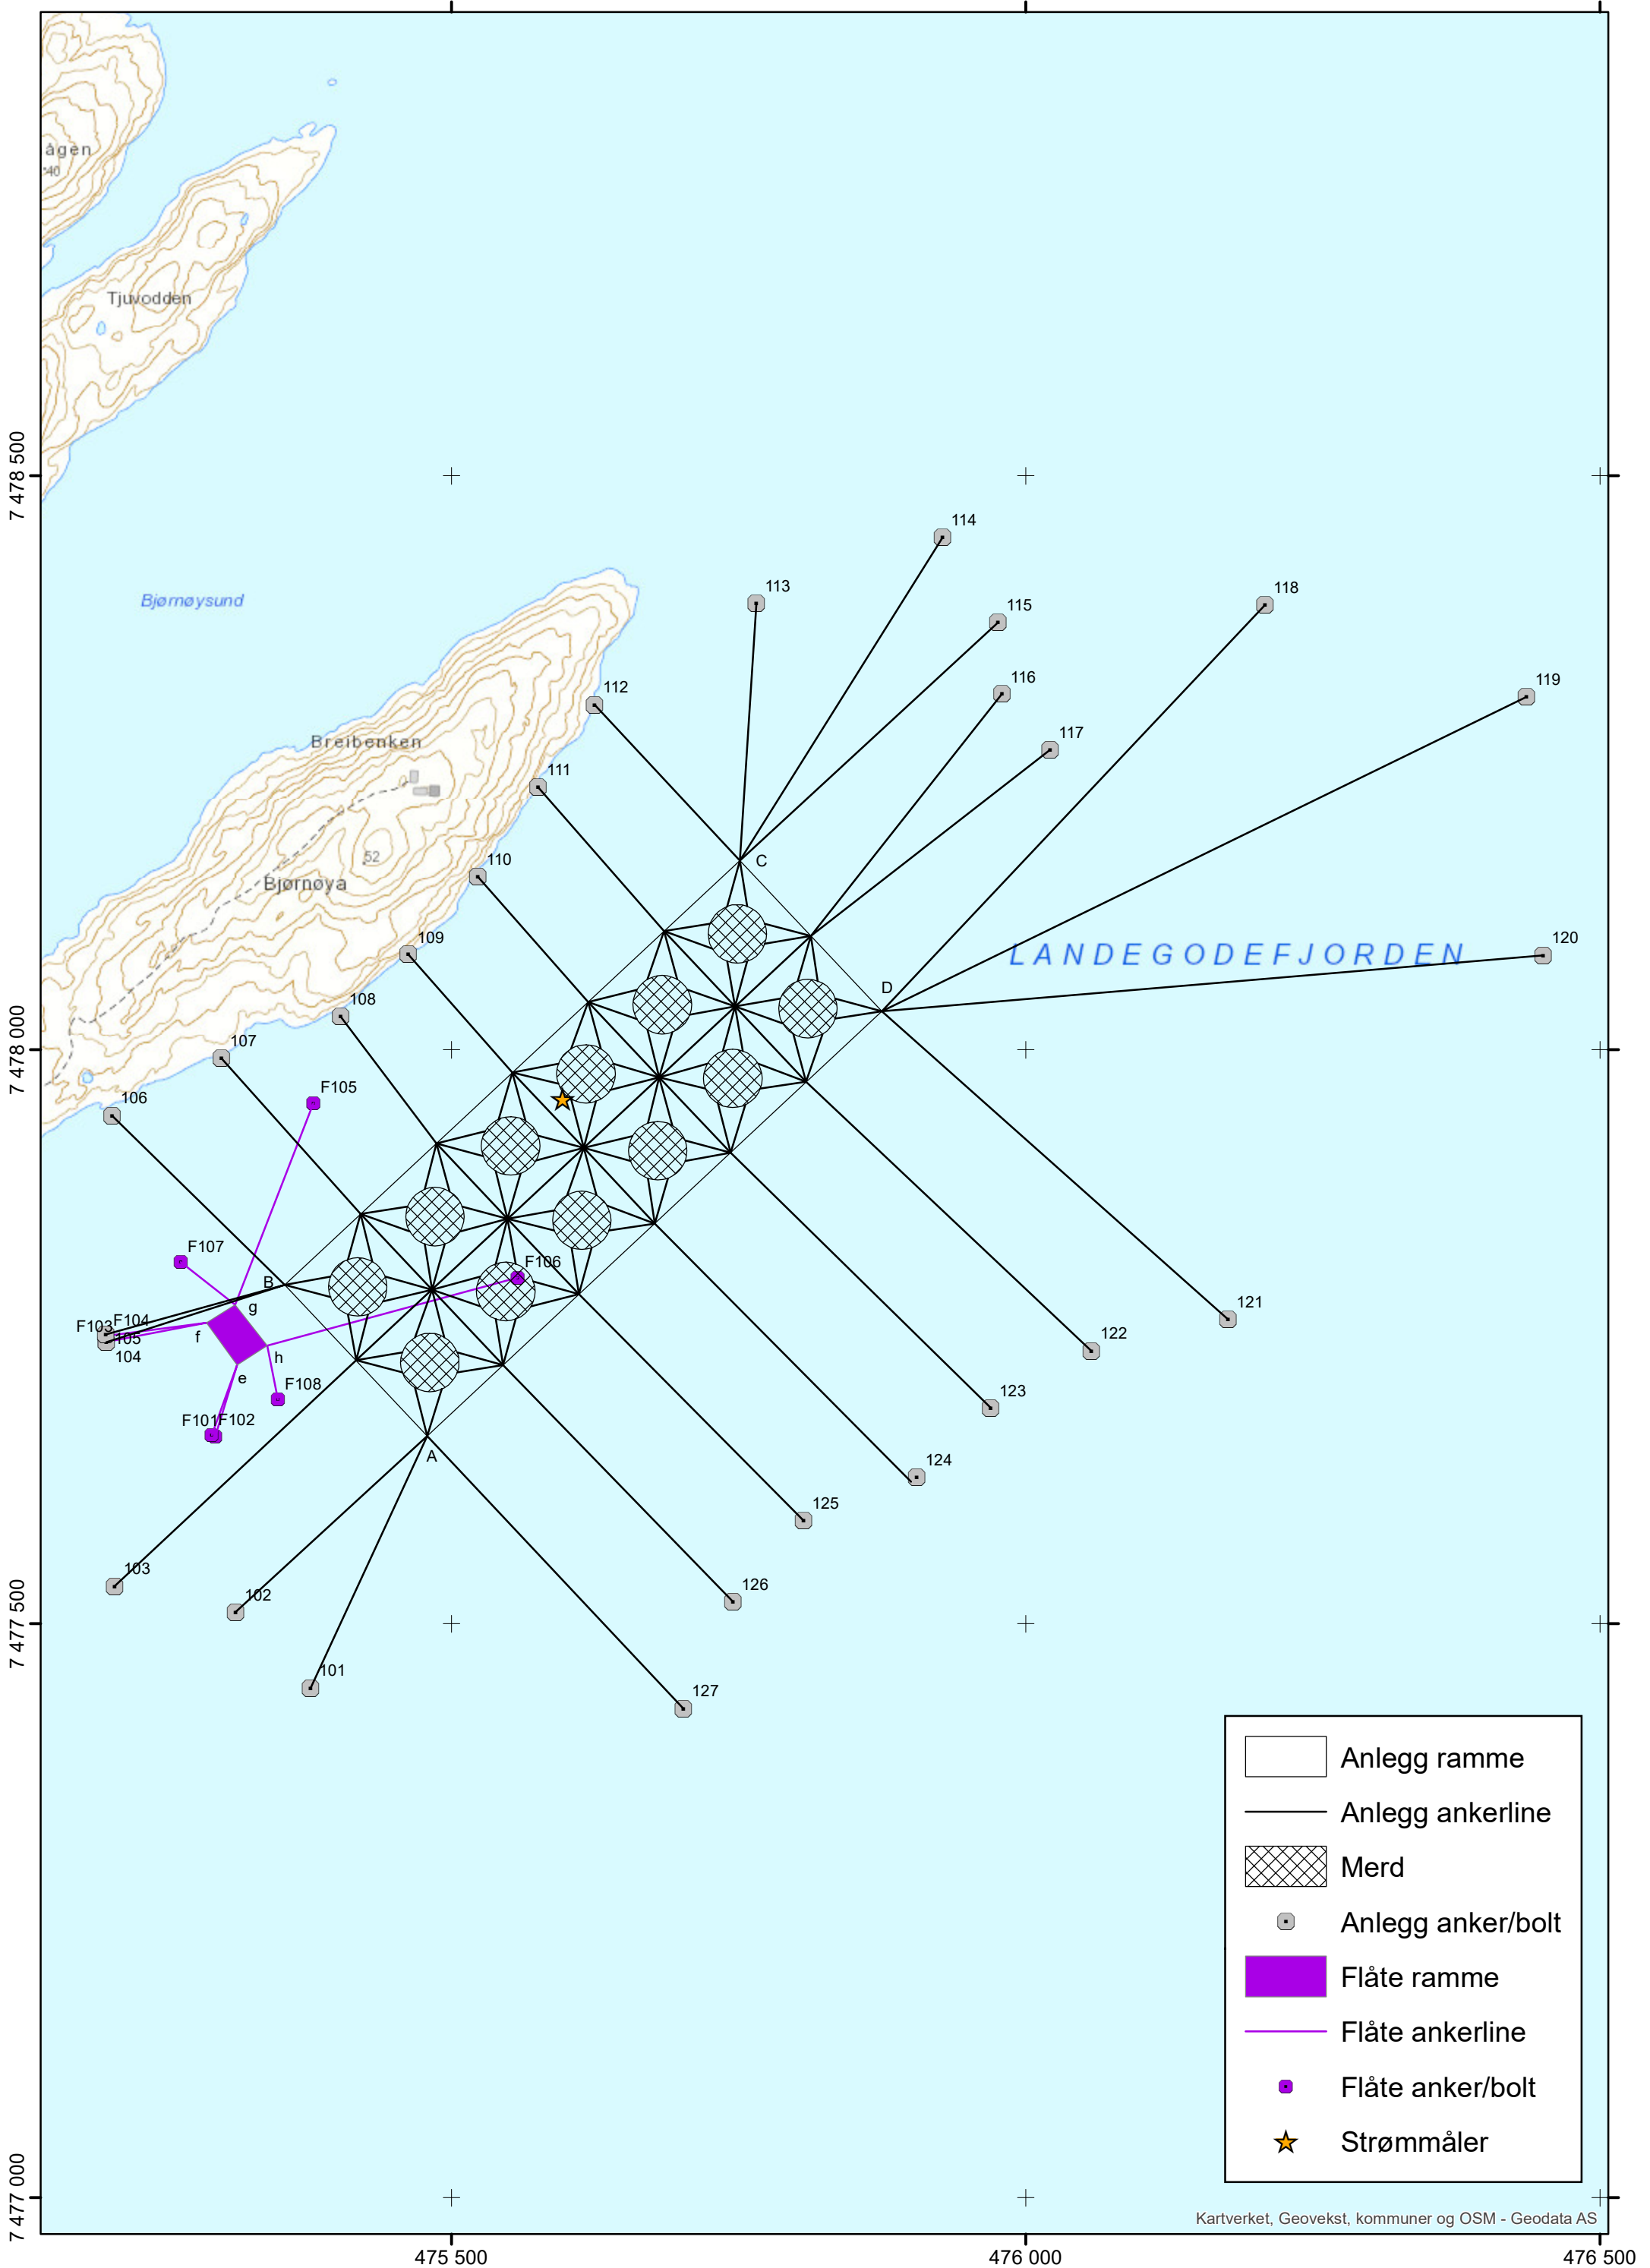 ågen
40
Tjuvodden
7 478 500
114
Bjørnøysund
113
118
115
116
119
112
Breibenken
117
111
52
110
C
Bjørnøya
109
LANDEGODEFJORDEN
120
D
108
107
7 478 000
F105
106
F107
F106
B
g
121
F104
F103
105
f
104
h
122
e
F108
123
F101
F102
A
124
125
103
102
126
7 477 500
101
127
Anlegg ramme
Anlegg ankerline
Merd
Anlegg anker/bolt
Flåte ramme
Flåte ankerline
Flåte anker/bolt
Strømmåler
7 477 000
Kartverket, Geovekst, kommuner og OSM - Geodata AS
475 500
476 000
476 500